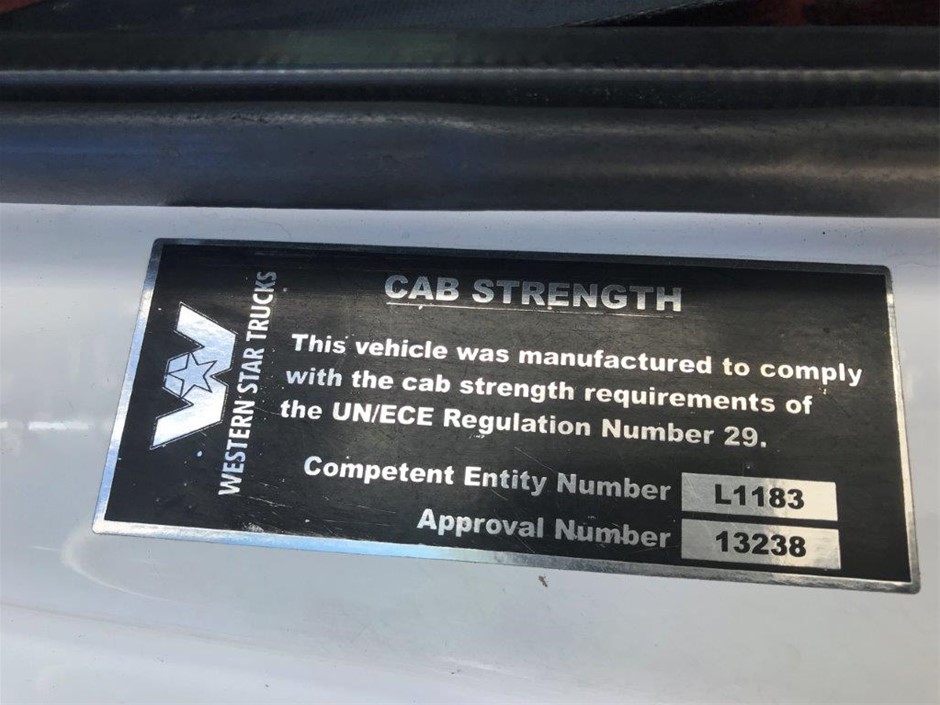 WESTERN STAR TRUCKS
CAB STRENGTH
This vehicle was manufactured to comply
with the cab strength requirements of
the UN/ECE Regulation Number 29.
Competent Entity Number L1183
Approval Number 13238